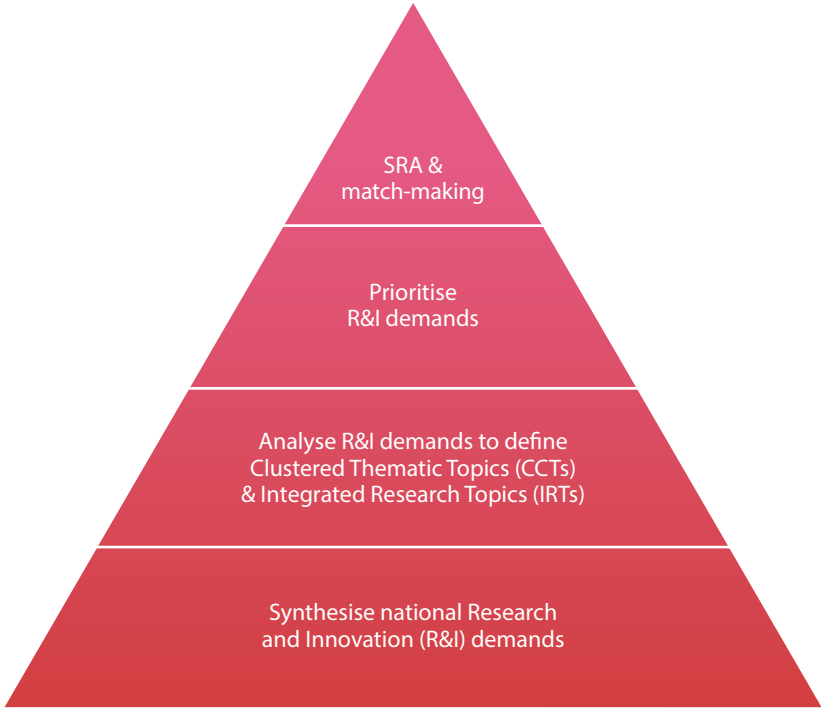 SRA &
match-making
Prioritise
R&I demands
Analyse R&I demands to define
Clustered Thematic Topics (CCTs)
& Integrated Research Topics (IRTs)
Synthesise national Research
and Innovation (R&I) demands